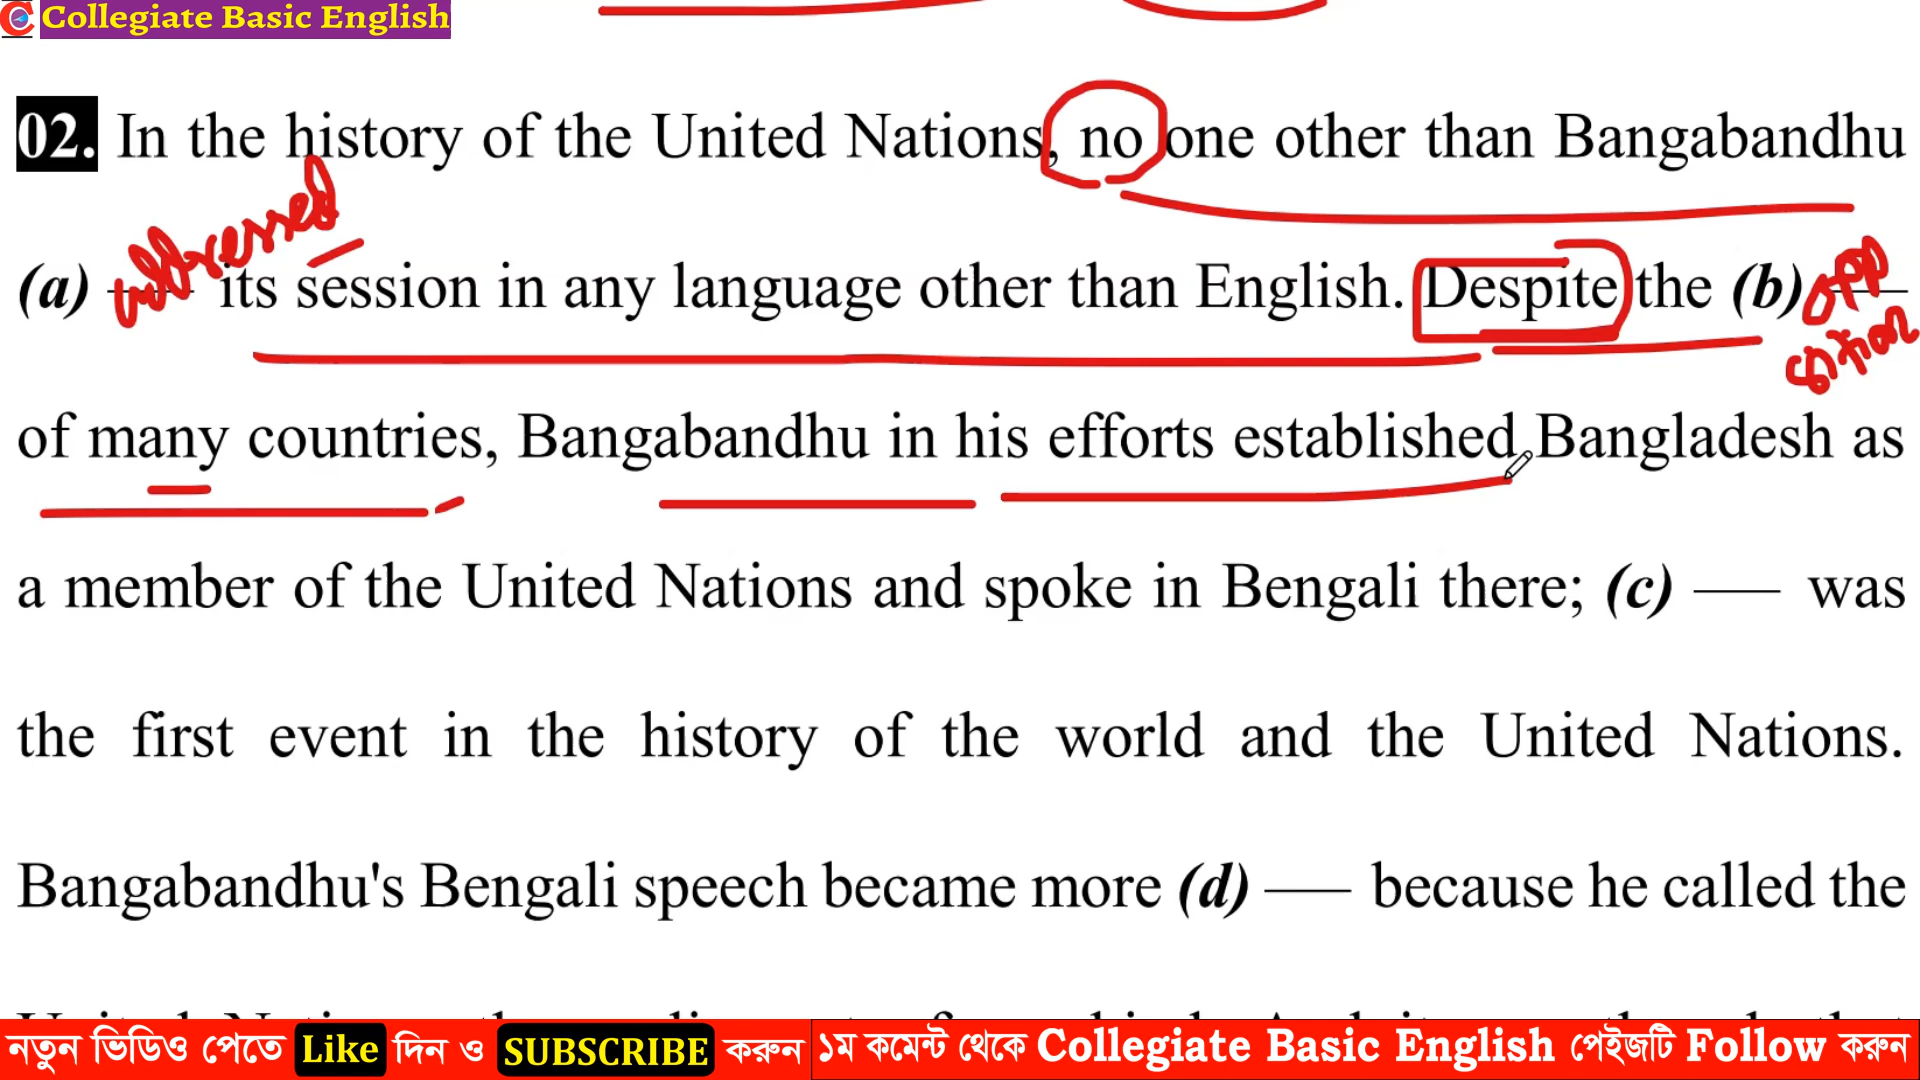 Collegiate Basic English
02. In the history of the United Nations, no one other than Bangabandhu
addressed
(a) — its session in any language other than English. Despite the (b) —
opp
osition
of many countries, Bangabandhu in his efforts established Bangladesh as
a member of the United Nations and spoke in Bengali there; (c) — was
the first event in the history of the world and the United Nations.
Bangabandhu's Bengali speech became more (d) — because he called the
নতুন ভিডিও পেতে Like দিন ও SUBSCRIBE করুন ১ম কমেন্ট থেকে Collegiate Basic English পেইজটি Follow করুন